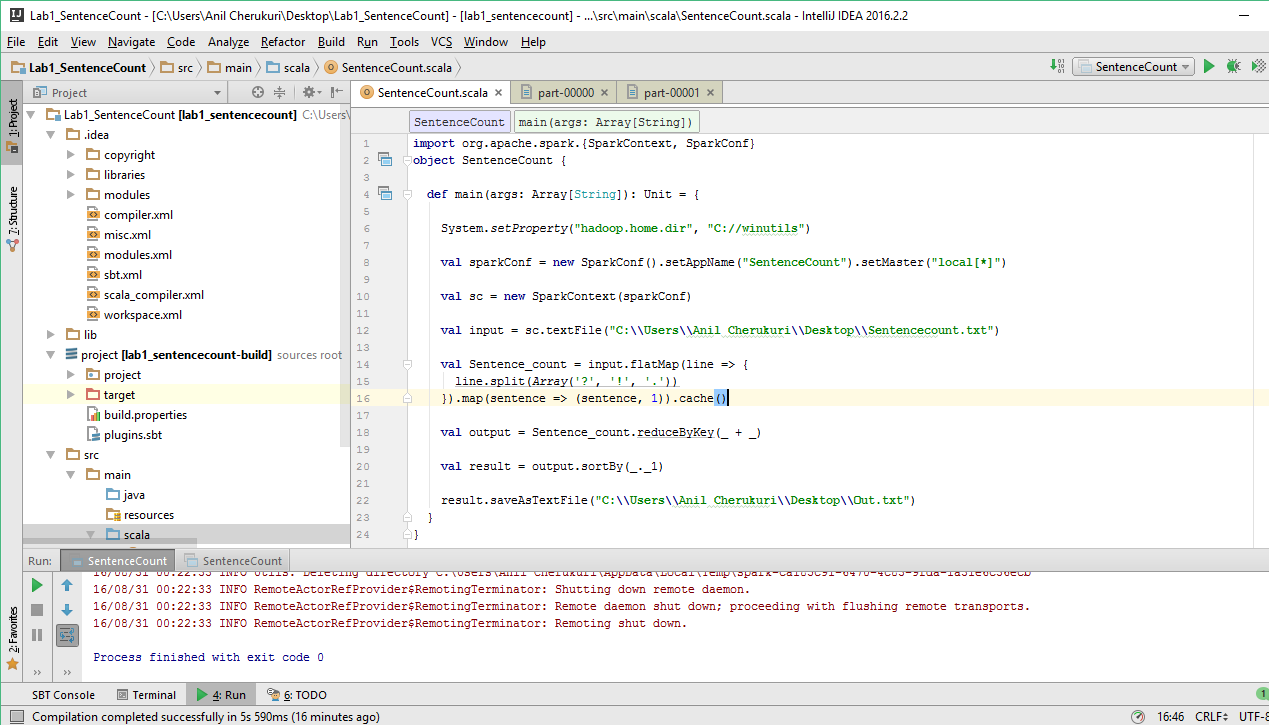 Lab1_SentenceCount - [C:\Users\Anil Cherukuri\Desktop\Lab1_SentenceCount] - [lab1_sentencecount] - ...\src\main\scala\SentenceCount.scala - IntelliJ IDEA 2016.2.2
File Edit View Navigate Code Analyze Refactor Build Run Tools VCS Window Help
Lab1_SentenceCount src main scala SentenceCount.scala
SentenceCount
1: Project
7: Structure
2: Favorites
Project
Lab1_SentenceCount [lab1_sentencecount] C:\Users\
.idea
copyright
libraries
modules
compiler.xml
misc.xml
modules.xml
sbt.xml
scala_compiler.xml
workspace.xml
lib
project [lab1_sentencecount-build] sources root
project
target
build.properties
plugins.sbt
src
main
java
resources
scala
SentenceCount.scala part-00000 part-00001
SentenceCount main(args: Array[String])
1 import org.apache.spark.{SparkContext, SparkConf}
2 object SentenceCount {
3
4 def main(args: Array[String]): Unit = {
5
6 System.setProperty("hadoop.home.dir", "C://winutils")
7
8 val sparkConf = new SparkConf().setAppName("SentenceCount").setMaster("local[*]")
9
10 val sc = new SparkContext(sparkConf)
11
12 val input = sc.textFile("C:\\Users\\Anil Cherukuri\\Desktop\\Sentencecount.txt")
13
14 val Sentence_count = input.flatMap(line => {
15 line.split(Array('?', '!', '.'))
16 }).map(sentence => (sentence, 1)).cache()
17
18 val output = Sentence_count.reduceByKey(_ + _)
19
20 val result = output.sortBy(_._1)
21
22 result.saveAsTextFile("C:\\Users\\Anil Cherukuri\\Desktop\\Out.txt")
23 }
24 }
Run: SentenceCount SentenceCount
16/08/31 00:22:33 INFO Utils: Deleting directory C:\Users\Anil Cherukuri\AppData\Local\Temp\
16/08/31 00:22:33 INFO RemoteActorRefProvider$RemotingTerminator: Shutting down remote daemon.
16/08/31 00:22:33 INFO RemoteActorRefProvider$RemotingTerminator: Remote daemon shut down; proceeding with flushing remote transports.
16/08/31 00:22:33 INFO RemoteActorRefProvider$RemotingTerminator: Remoting shut down.
Process finished with exit code 0
SBT Console Terminal 4: Run 6: TODO 1
Compilation completed successfully in 5s 590ms (16 minutes ago) 16:46 CRLF UTF-8